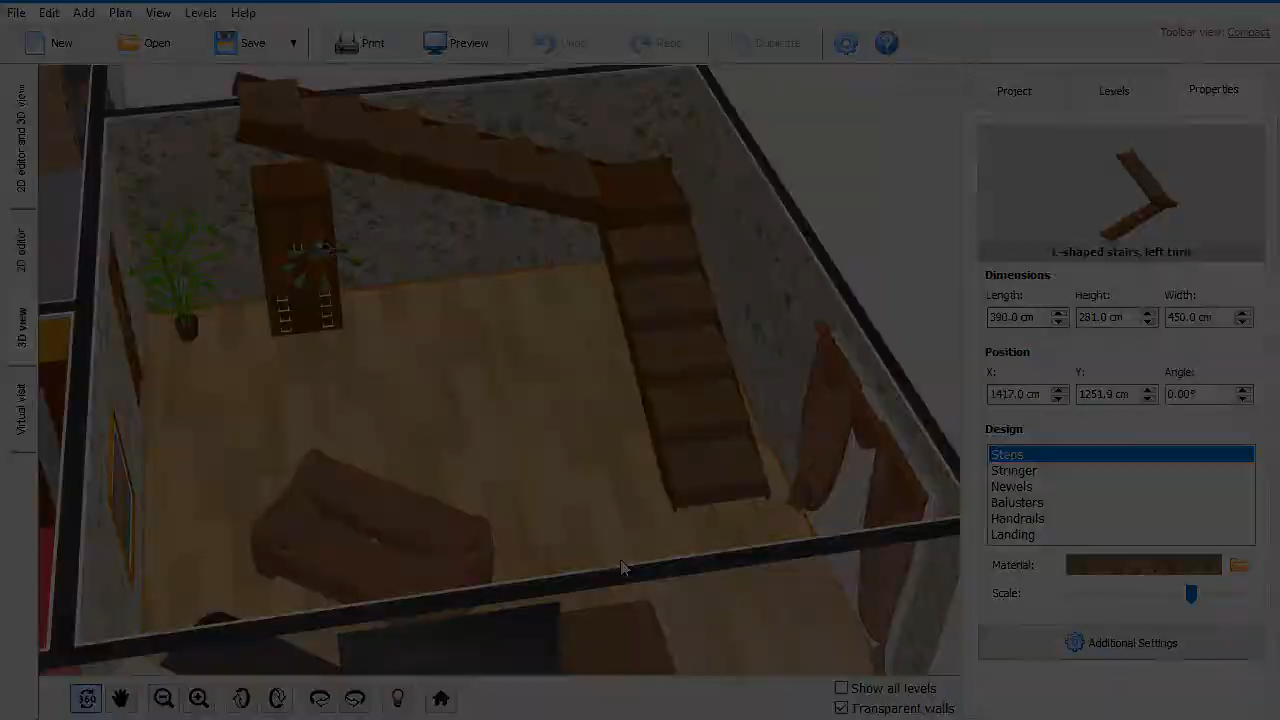 File Edit Add Plan View Levels Help
New Open Save Print Preview Undo Redo Duplicate
Toolbar view: Compact
2D editor and 3D view
2D editor
3D view
Virtual visit
Project Levels Properties
L-shaped stairs, left turn
Dimensions
Length: Height: Width:
390.0 cm 281.0 cm 450.0 cm
Position
X: Y: Angle:
1417.0 cm 1251.9 cm 0.00°
Design
Steps
Stringer
Newels
Balusters
Handrails
Landing
Material:
Scale:
Additional Settings
360
Show all levels
Transparent walls